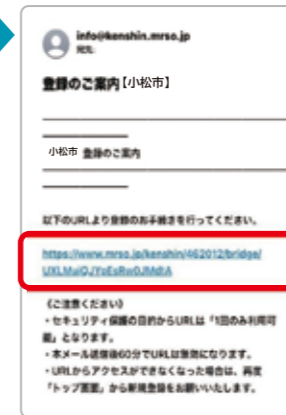 info@kenshin.mrso.jp
宛先:
登録のご案内【小松市】
小松市 登録のご案内
以下のURLより登録のお手続きを行ってください。
https://www.mrso.jp/kenshin/462012/bridge/
《ご注意ください》
・セキュリティ保護の目的からURLは「1回のみ利用可
能」となります。
・本メール送信後60分でURLは無効になります。
・URLからアクセスができなくなった場合は、再度
「トップ画面」から新規登録をお願いいたします。